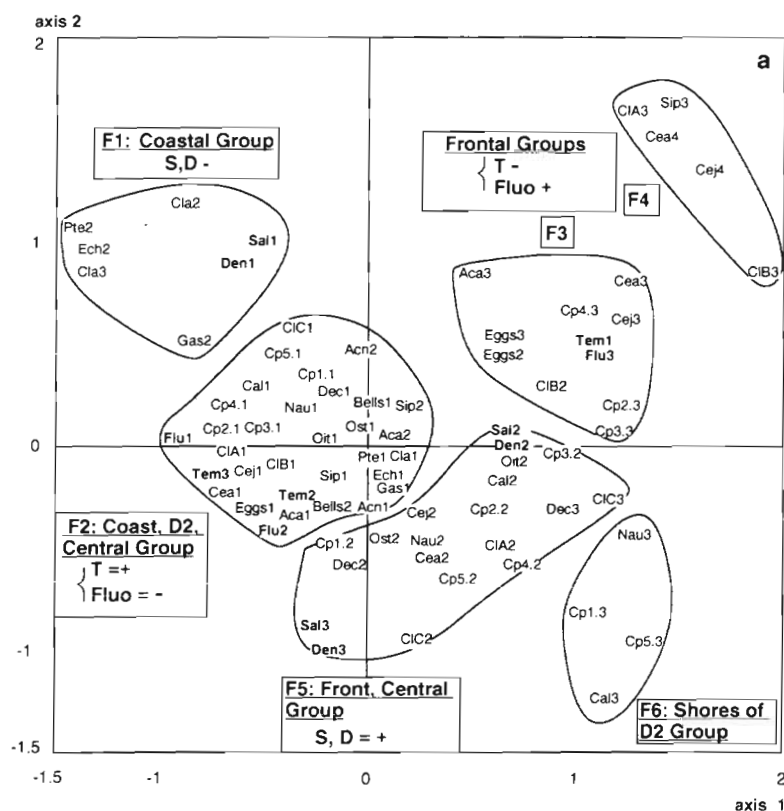 axis 2
2
a
F1: Coastal Group
S,D -
Frontal Groups
T -
Fluo +
ClA3 Sip3
Cea4
Cej4
F4
F3
ClB3
Cla2
Pte2
Sal1
Ech2
Den1
Cla3
Gas2
1
Aca3 Cea3
Cp4.3
Cej3
Eggs3
Tem1
Eggs2
Flu3
ClB2
Cp2.3
Cp3.3
ClC1
Acn2
Cp5.1
Cp1.1
Cal1 Dec1
Bells1
Cp4.1 Nau1 Sip2
Cp2.1 Cp3.1 Ost1
Flu1 Oit1 Aca2
0
ClA1 Pte1 Cla1
Tem3 Cej1 ClB1
Sip1 Ech1
Cea1 Gas1
Tem2
Eggs1 Aca1 Bells2 Acn1
Flu2
Sal2
Den2 Cp3.2
Oit2
Cal2
ClC3
Cej2 Cp2.2 Dec3
Cp1.2 Ost2 Nau2 ClA2
Dec2 Cea2 Cp4.2
Cp5.2
Sal3 ClC2
Den3
Nau3
Cp1.3
Cp5.3
Cal3
F2: Coast, D2,
Central Group
T =+
Fluo = -
-1
F5: Front, Central
Group
S, D = +
F6: Shores of
D2 Group
-1.5
-1.5 -1 0 1 2
axis 1